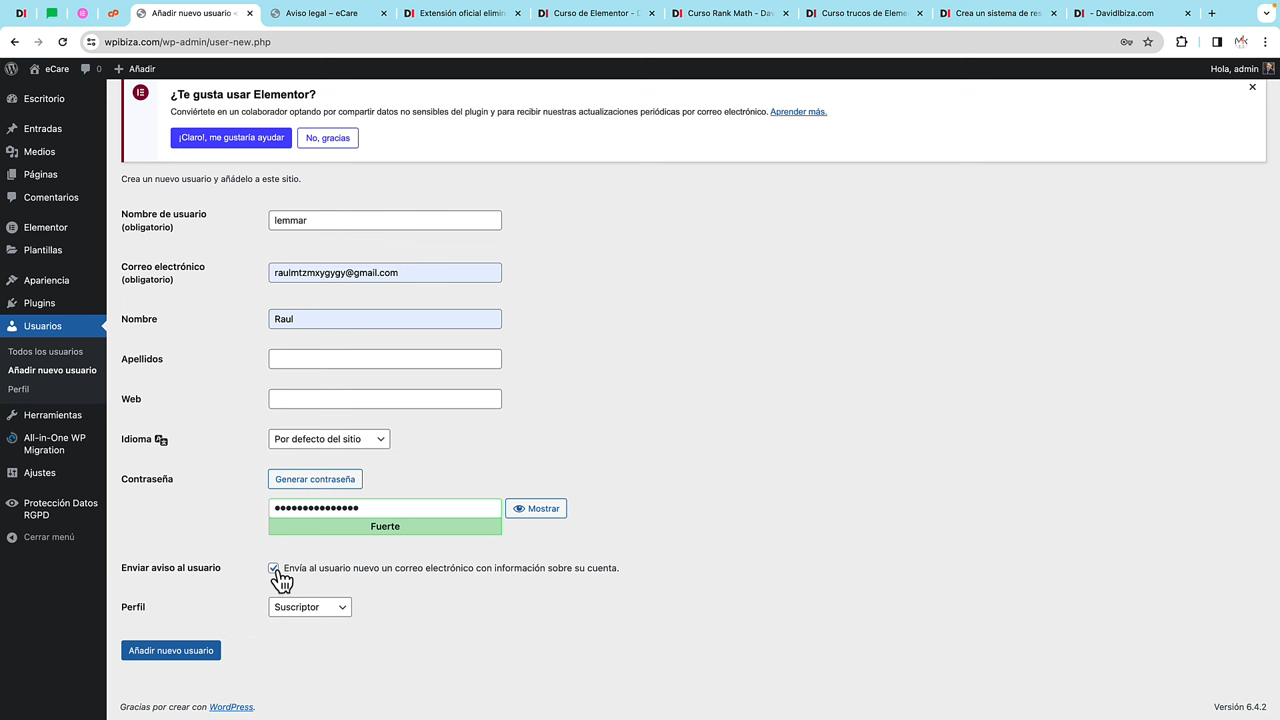 Añadir nuevo usuario ‹
Aviso legal – eCare
Extensión oficial elimin
Curso de Elementor - D
Curso Rank Math - Dav
Curso trucos de Elemen
Crea un sistema de res
- DavidIbiza.com
wpibiza.com/wp-admin/user-new.php
eCare
0
Añadir
Hola, admin
Escritorio
Entradas
Medios
Páginas
Comentarios
Elementor
Plantillas
Apariencia
Plugins
Usuarios
Todos los usuarios
Añadir nuevo usuario
Perfil
Herramientas
All-in-One WP
Migration
Ajustes
Protección Datos
RGPD
Cerrar menú
¿Te gusta usar Elementor?
Conviértete en un colaborador optando por compartir datos no sensibles del plugin y para recibir nuestras actualizaciones periódicas por correo electrónico. Aprender más.
¡Claro!, me gustaría ayudar
No, gracias
Crea un nuevo usuario y añádelo a este sitio.
Nombre de usuario
(obligatorio)
lemmar
Correo electrónico
(obligatorio)
raulmtzmxygygy@gmail.com
Nombre
Raul
Apellidos
Web
Idioma
Por defecto del sitio
Contraseña
Generar contraseña
•••••••••••••••
Mostrar
Fuerte
Enviar aviso al usuario
Envía al usuario nuevo un correo electrónico con información sobre su cuenta.
Perfil
Suscriptor
Añadir nuevo usuario
Gracias por crear con WordPress.
Versión 6.4.2